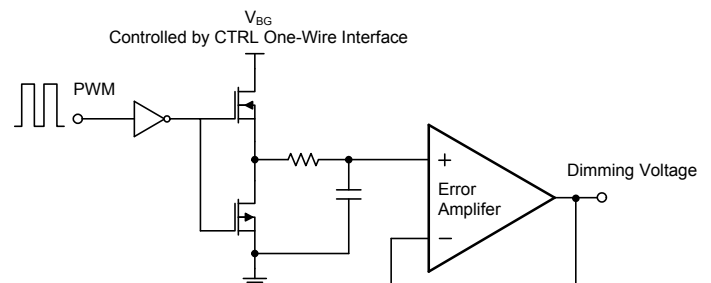 V_BG
Controlled by CTRL One-Wire Interface
PWM
+
Error
Amplifer
−
Dimming Voltage